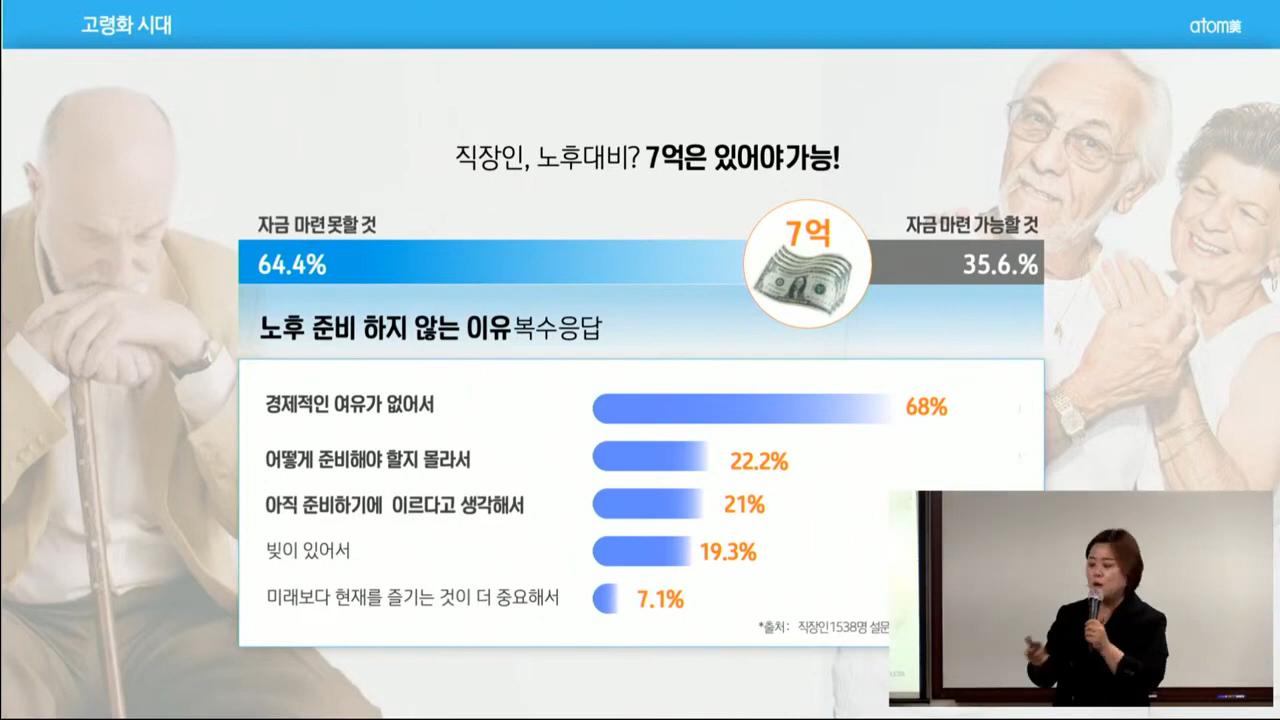 고령화 시대
atom美
직장인, 노후대비? 7억은 있어야가능!
자금 마련 못할 것
7억
자금 마련 가능할 것
64.4%
35.6.%
노후 준비 하지 않는 이유 복수응답
경제적인 여유가 없어서
68%
어떻게 준비해야 할지 몰라서
22.2%
아직 준비하기에 이르다고 생각해서
21%
빚이 있어서
19.3%
미래보다 현재를 즐기는 것이 더 중요해서
7.1%
*출처: 직장인1538명 설문